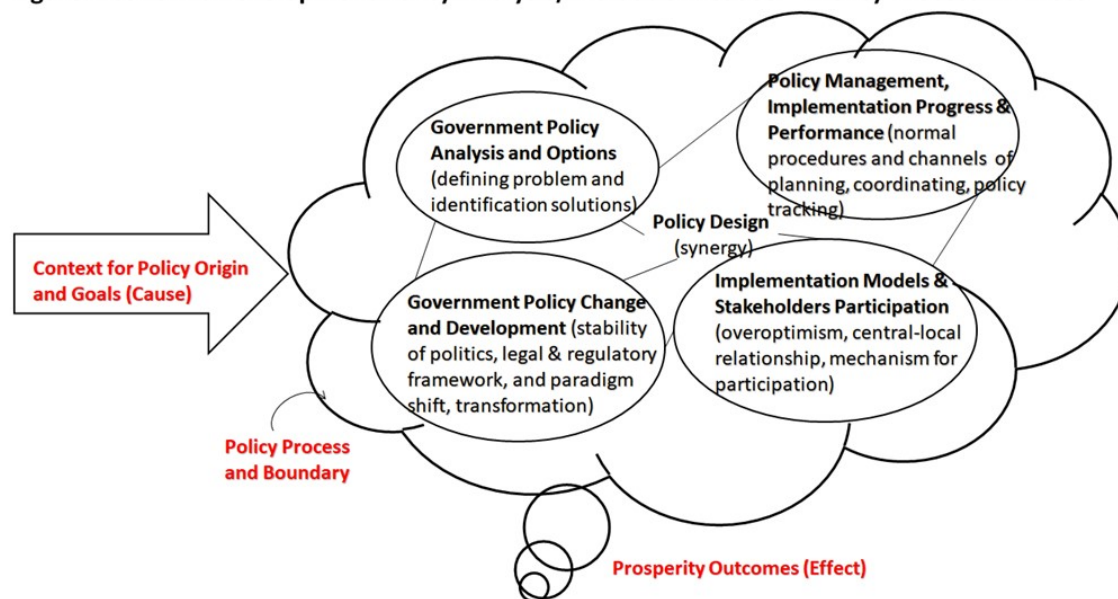 Government Policy
Analysis and Options
(defining problem and
identification solutions)
Policy Management,
Implementation Progress &
Performance (normal
procedures and channels of
planning, coordinating, policy
tracking)
Policy Design
(synergy)
Context for Policy Origin
and Goals (Cause)
Government Policy Change
and Development (stability
of politics, legal & regulatory
framework, and paradigm
shift, transformation)
Implementation Models &
Stakeholders Participation
(overoptimism, central-local
relationship, mechanism for
participation)
Policy Process
and Boundary
Prosperity Outcomes (Effect)